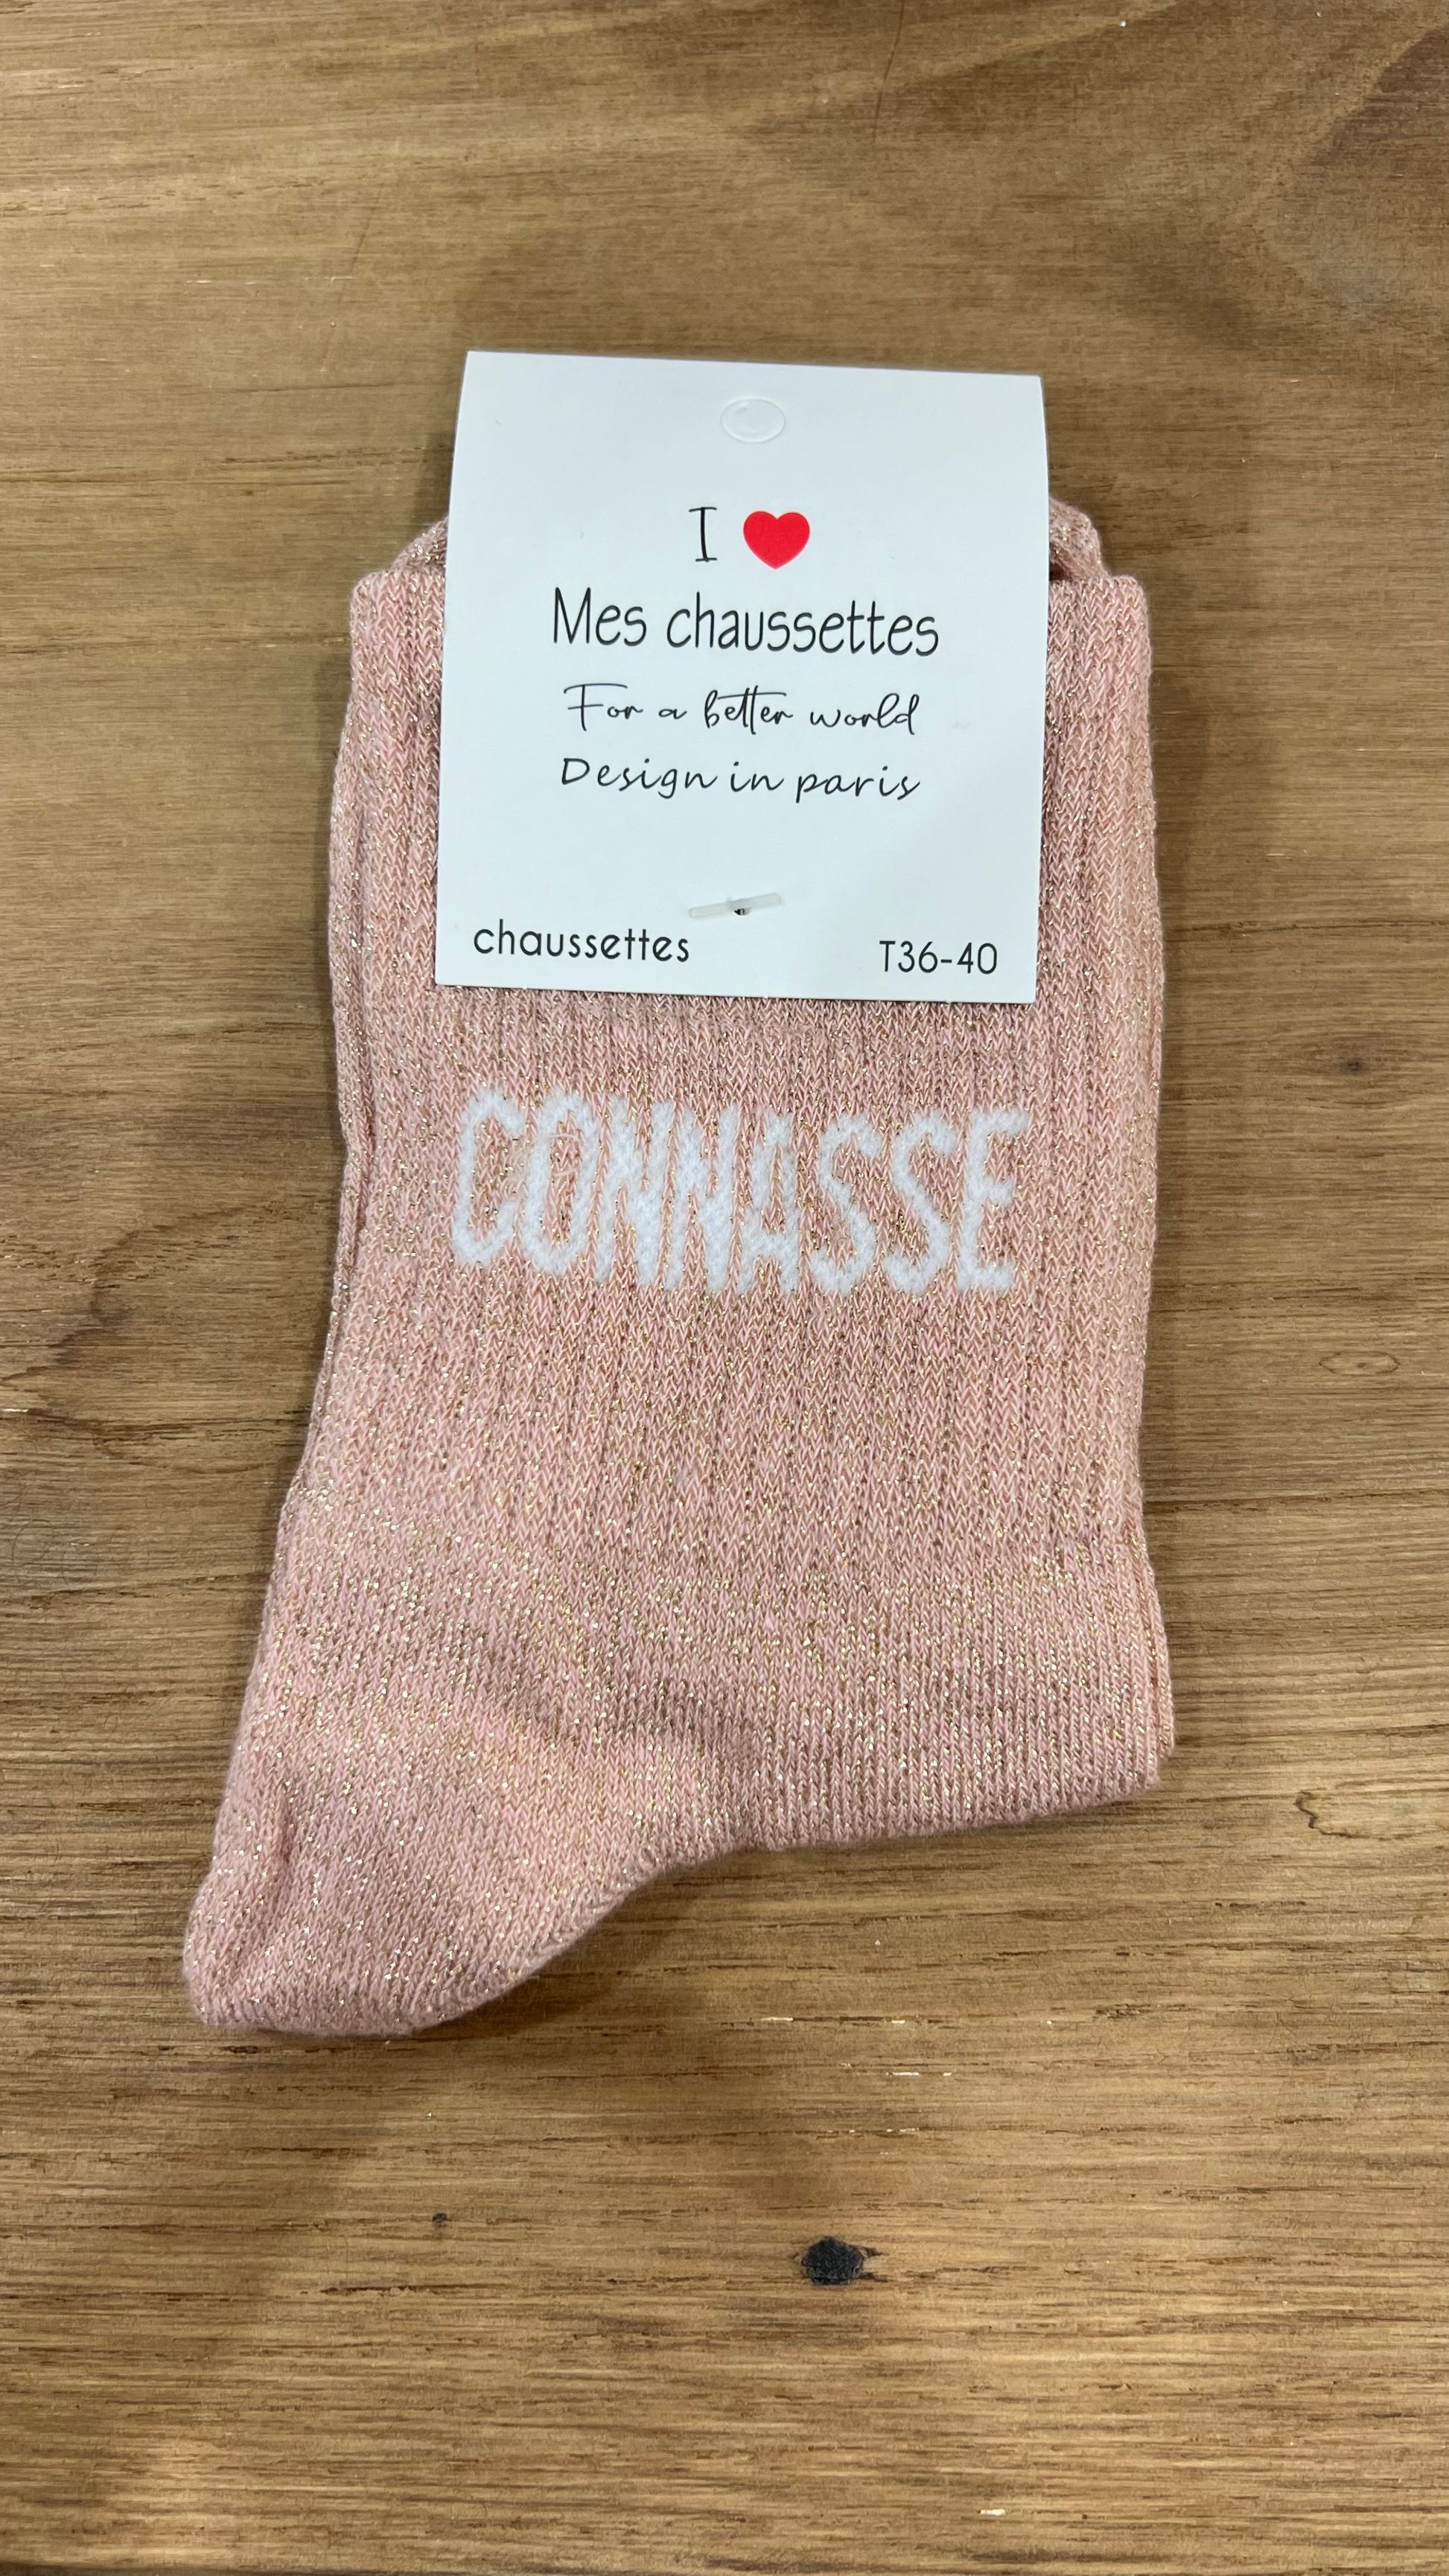 I ❤
Mes chaussettes
For a better world
Design in paris
chaussettes T36-40
CONNASSE